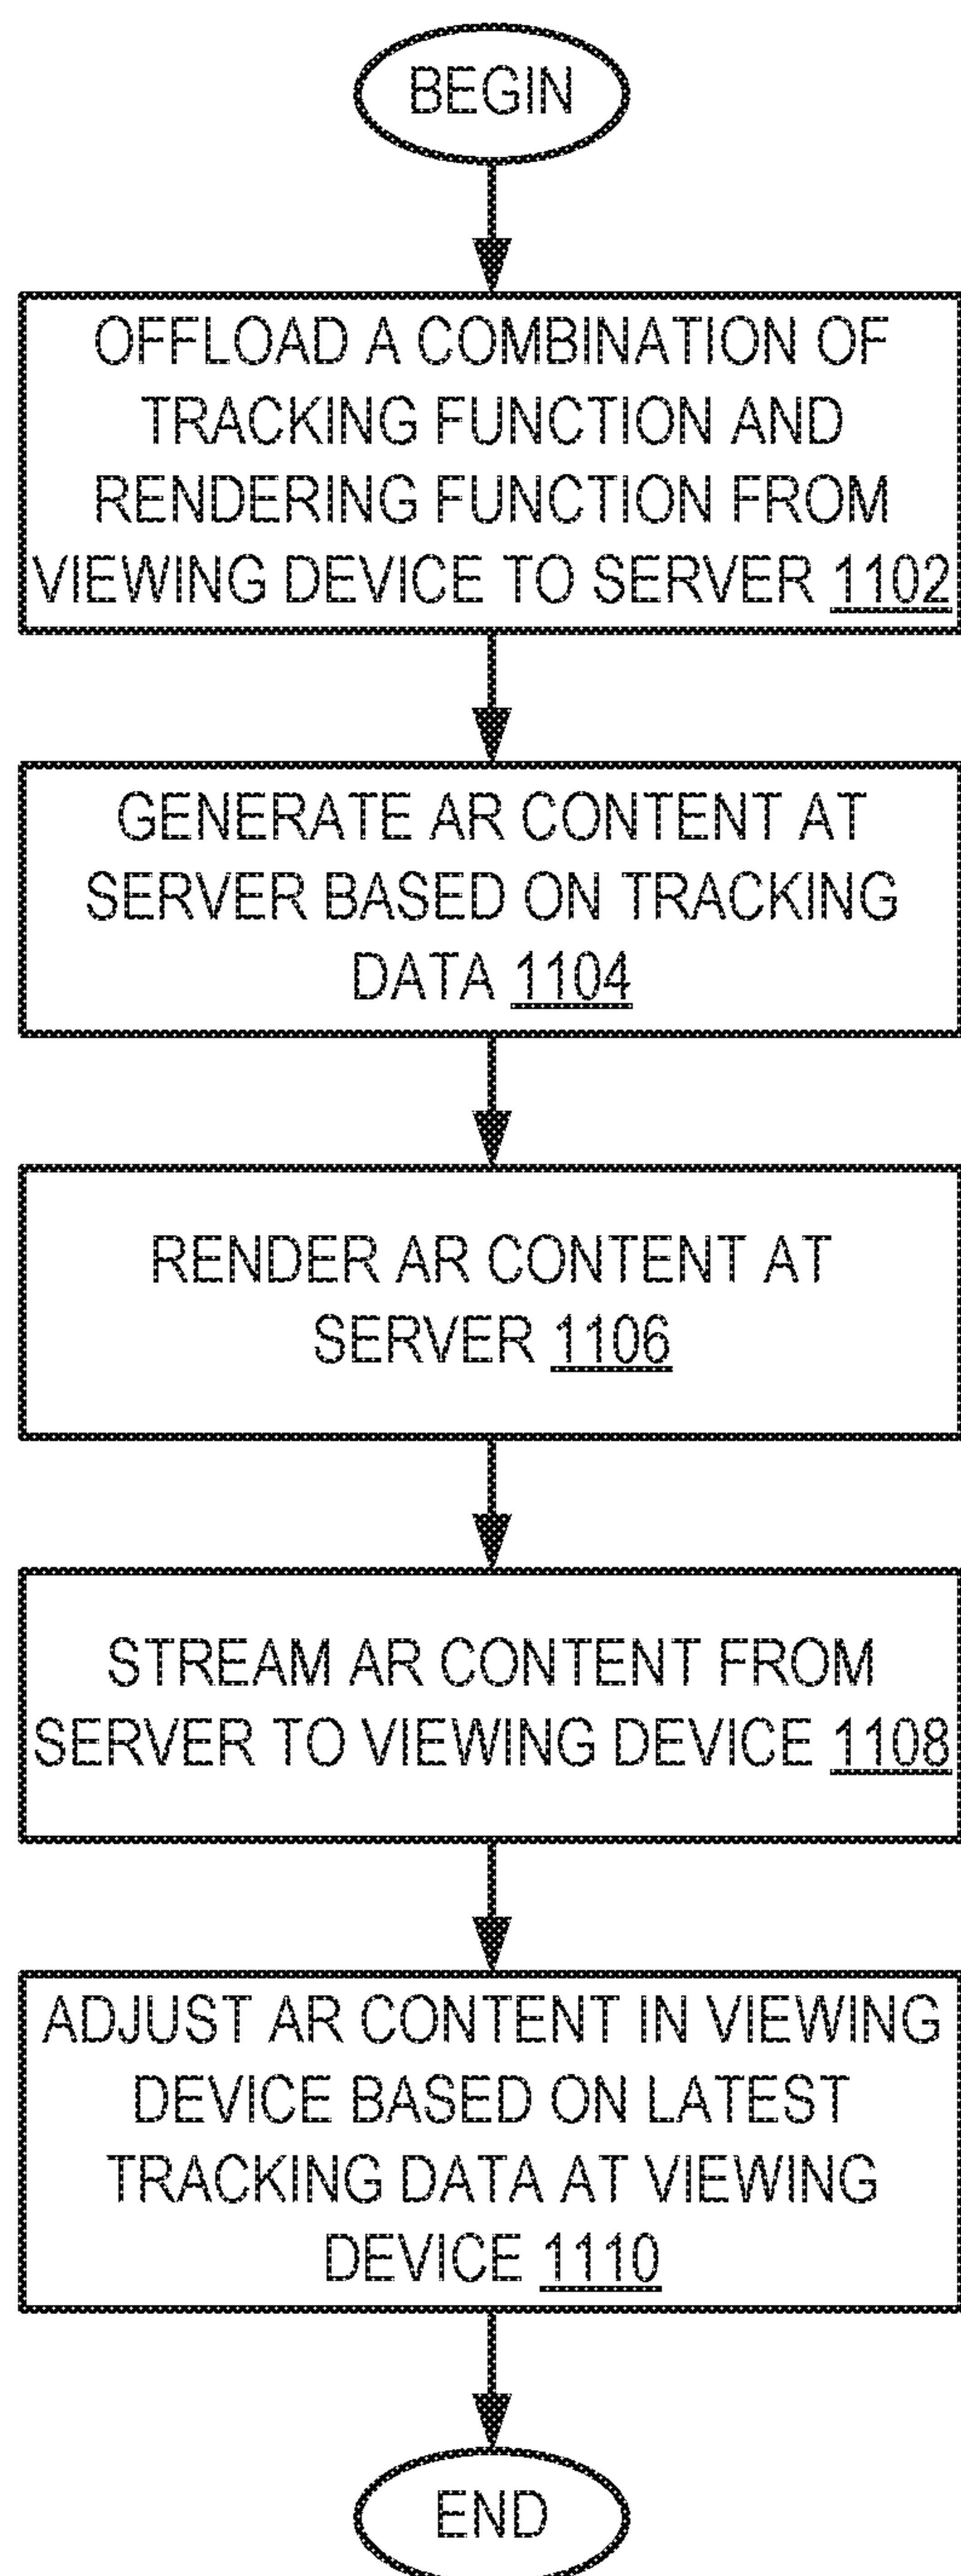 BEGIN
OFFLOAD A COMBINATION OF
TRACKING FUNCTION AND
RENDERING FUNCTION FROM
VIEWING DEVICE TO SERVER 1102
GENERATE AR CONTENT AT
SERVER BASED ON TRACKING
DATA 1104
RENDER AR CONTENT AT
SERVER 1106
STREAM AR CONTENT FROM
SERVER TO VIEWING DEVICE 1108
ADJUST AR CONTENT IN VIEWING
DEVICE BASED ON LATEST
TRACKING DATA AT VIEWING
DEVICE 1110
END